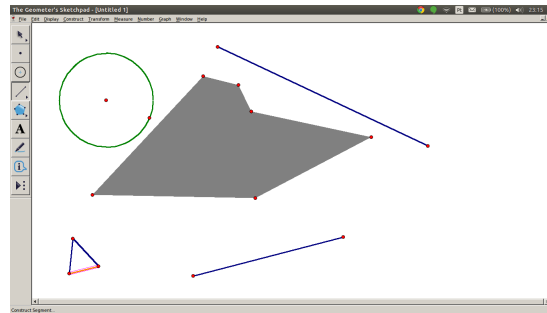 The Geometer's Sketchpad - [Untitled 1]
Pt (100%) 23:15
File Edit Display Construct Transform Measure Number Graph Window Help
A
Construct Segment.